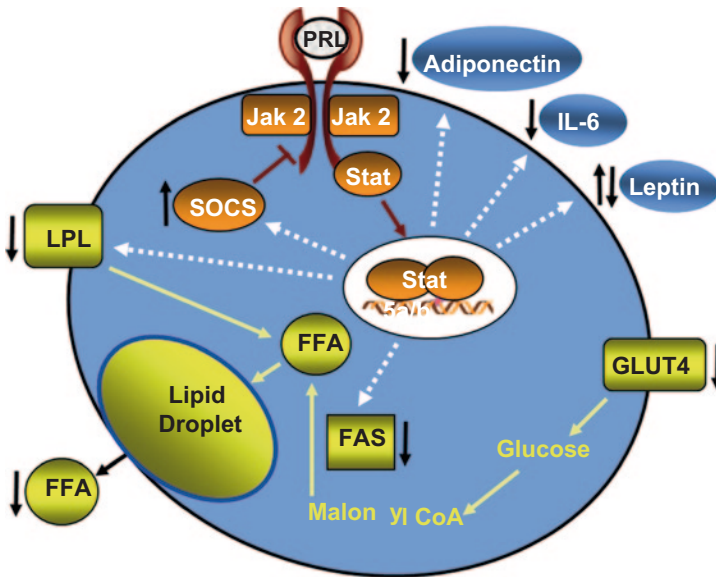 PRL
Adiponectin
Jak 2
Jak 2
IL-6
Stat
Leptin
SOCS
LPL
Stat
5a/b
FFA
GLUT4
Lipid
Droplet
FAS
Glucose
FFA
Malon yl CoA